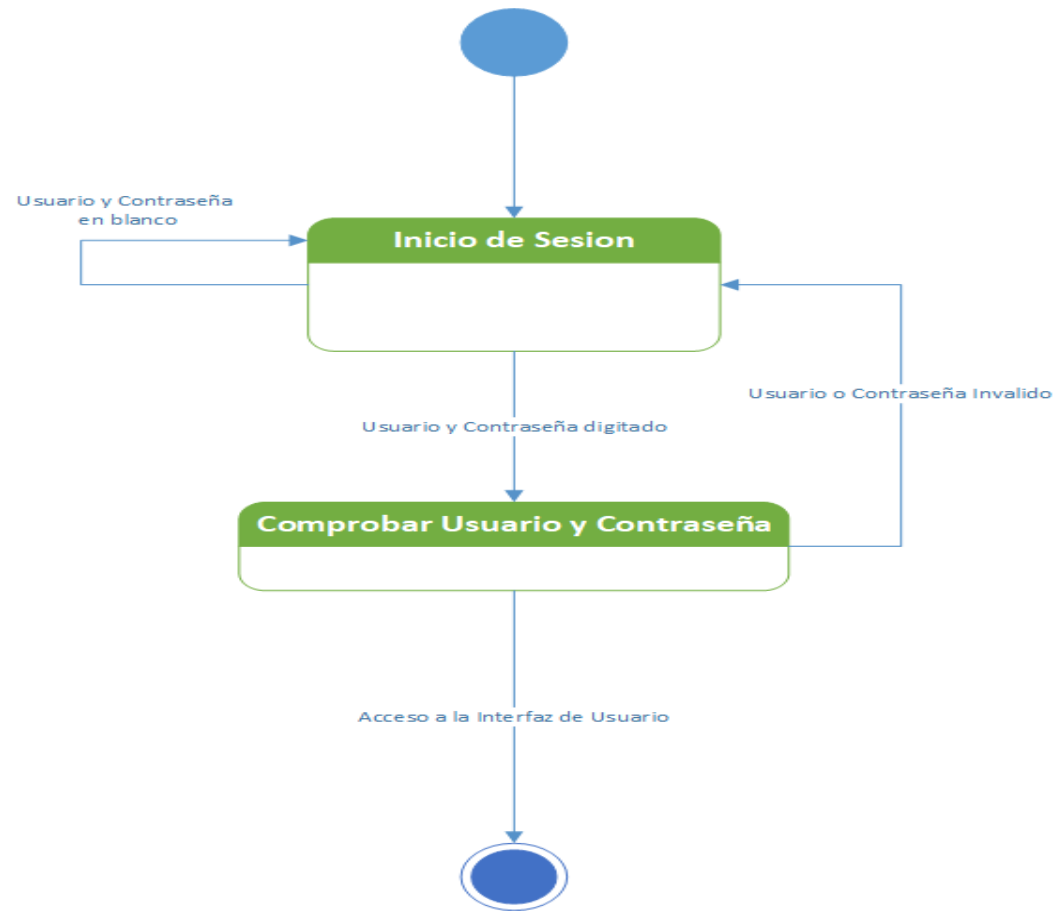 Usuario y Contraseña
en blanco
Inicio de Sesion
Usuario o Contraseña Invalido
Usuario y Contraseña digitado
Comprobar Usuario y Contraseña
Acceso a la Interfaz de Usuario